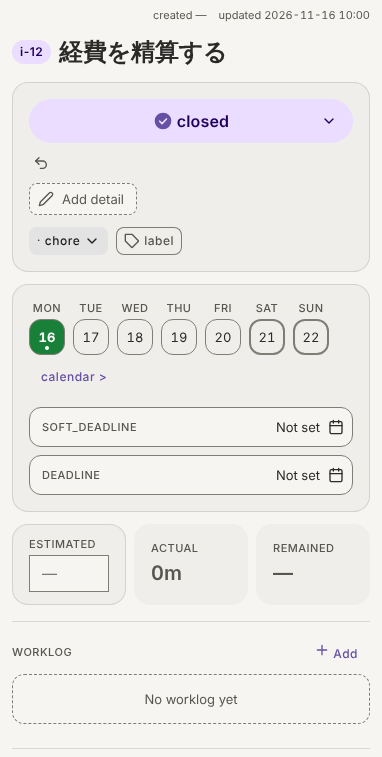 created — updated 2026-11-16 10:00
i-12 経費を精算する
closed
Add detail
· chore label
MON TUE WED THU FRI SAT SUN
16 17 18 19 20 21 22
calendar >
SOFT_DEADLINE Not set
DEADLINE Not set
ESTIMATED ACTUAL REMAINED
— 0m —
WORKLOG + Add
No worklog yet